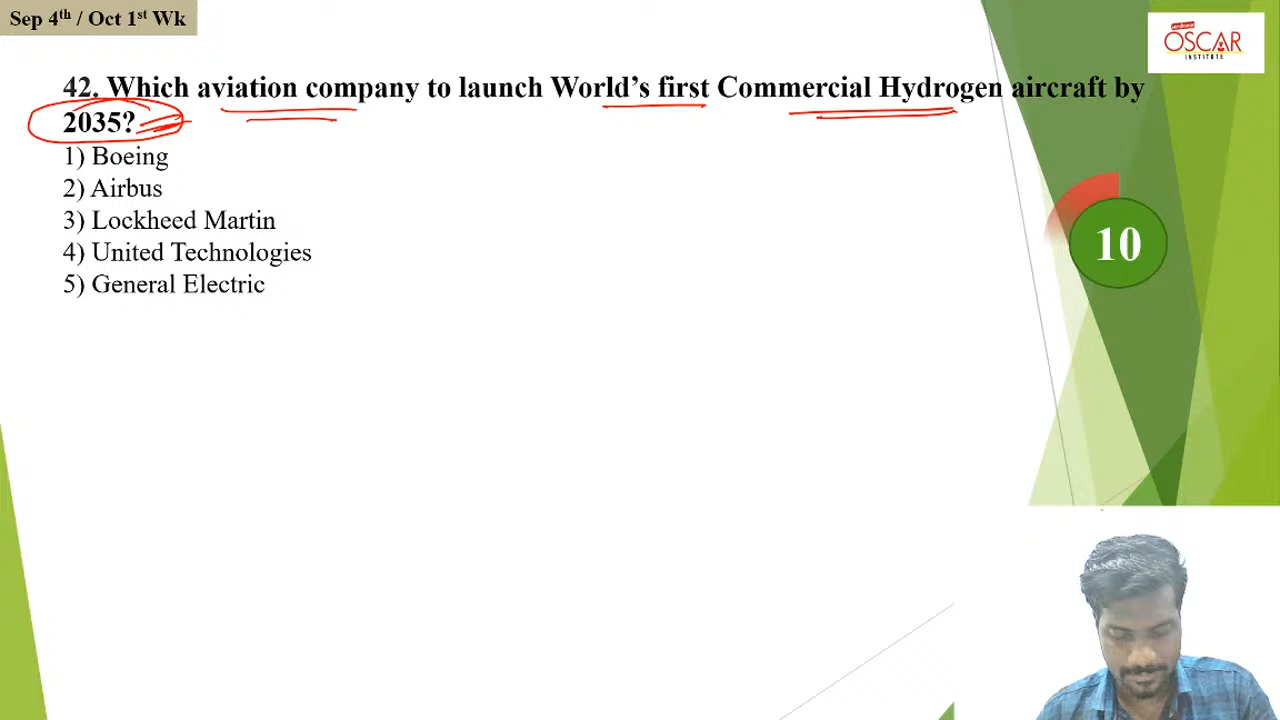 Sep 4th / Oct 1st Wk
OSCAR
INSTITUTE
42. Which aviation company to launch World's first Commercial Hydrogen aircraft by
2035?
1) Boeing
2) Airbus
3) Lockheed Martin
4) United Technologies
5) General Electric
10